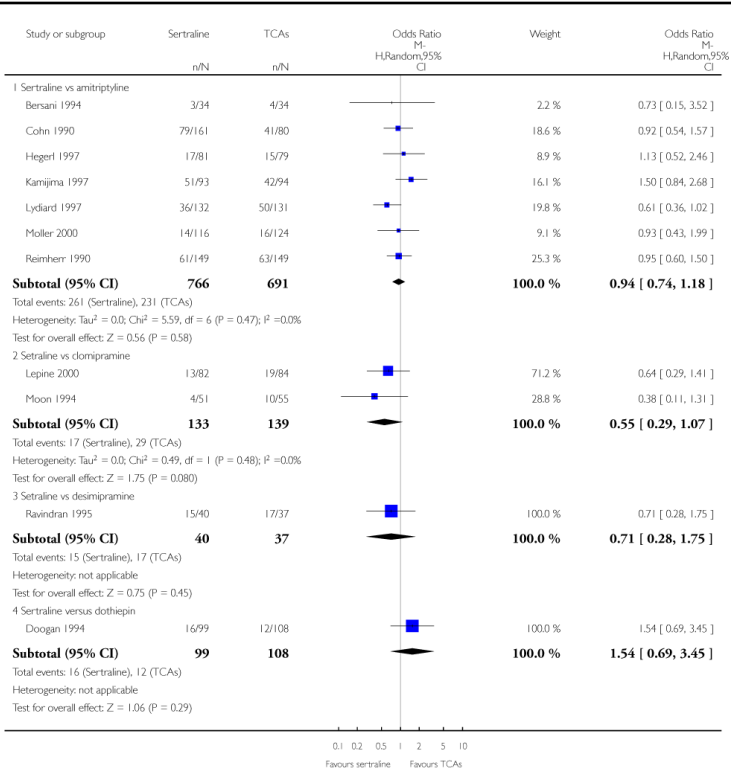 Study or subgroup Sertraline TCAs Odds Ratio Weight Odds Ratio
M- M-
H,Random,95% H,Random,95%
n/N n/N CI CI
1 Sertraline vs amitriptyline
Bersani 1994 3/34 4/34 2.2 % 0.73 [ 0.15, 3.52 ]
Cohn 1990 79/161 41/80 18.6 % 0.92 [ 0.54, 1.57 ]
Hegerl 1997 17/81 15/79 8.9 % 1.13 [ 0.52, 2.46 ]
Kamijima 1997 51/93 42/94 16.1 % 1.50 [ 0.84, 2.68 ]
Lydiard 1997 36/132 50/131 19.8 % 0.61 [ 0.36, 1.02 ]
Moller 2000 14/116 16/124 9.1 % 0.93 [ 0.43, 1.99 ]
Reimherr 1990 61/149 63/149 25.3 % 0.95 [ 0.60, 1.50 ]
Subtotal (95% CI) 766 691 100.0 % 0.94 [ 0.74, 1.18 ]
Total events: 261 (Sertraline), 231 (TCAs)
Heterogeneity: Tau² = 0.0; Chi² = 5.59, df = 6 (P = 0.47); I² =0.0%
Test for overall effect: Z = 0.56 (P = 0.58)
2 Setraline vs clomipramine
Lepine 2000 13/82 19/84 71.2 % 0.64 [ 0.29, 1.41 ]
Moon 1994 4/51 10/55 28.8 % 0.38 [ 0.11, 1.31 ]
Subtotal (95% CI) 133 139 100.0 % 0.55 [ 0.29, 1.07 ]
Total events: 17 (Sertraline), 29 (TCAs)
Heterogeneity: Tau² = 0.0; Chi² = 0.49, df = 1 (P = 0.48); I² =0.0%
Test for overall effect: Z = 1.75 (P = 0.080)
3 Setraline vs desimipramine
Ravindran 1995 15/40 17/37 100.0 % 0.71 [ 0.28, 1.75 ]
Subtotal (95% CI) 40 37 100.0 % 0.71 [ 0.28, 1.75 ]
Total events: 15 (Sertraline), 17 (TCAs)
Heterogeneity: not applicable
Test for overall effect: Z = 0.75 (P = 0.45)
4 Sertraline versus dothiepin
Doogan 1994 16/99 12/108 100.0 % 1.54 [ 0.69, 3.45 ]
Subtotal (95% CI) 99 108 100.0 % 1.54 [ 0.69, 3.45 ]
Total events: 16 (Sertraline), 12 (TCAs)
Heterogeneity: not applicable
Test for overall effect: Z = 1.06 (P = 0.29)
0.1 0.2 0.5 1 2 5 10
Favours sertraline Favours TCAs